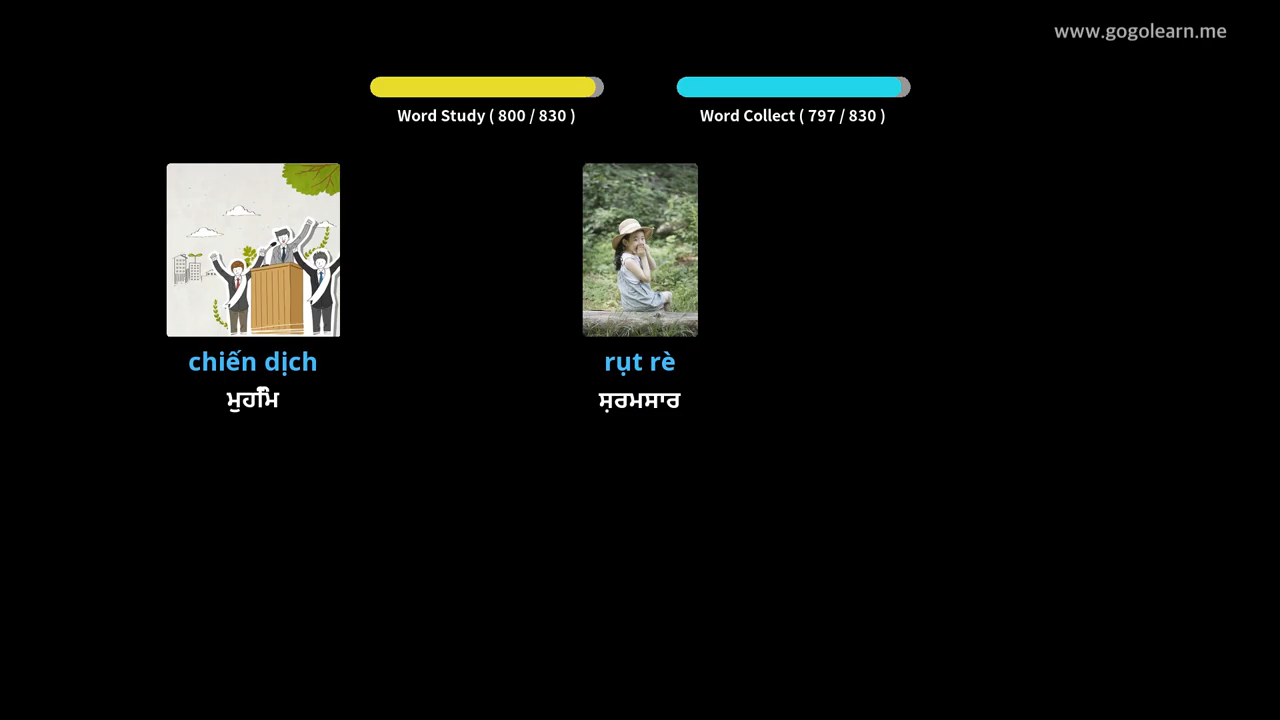 www.gogolearn.me
Word Study ( 800 / 830 )
Word Collect ( 797 / 830 )
chiến dịch
ਮੁਹਿੰਮ
rụt rè
ਸ਼ਰਮਸਾਰ